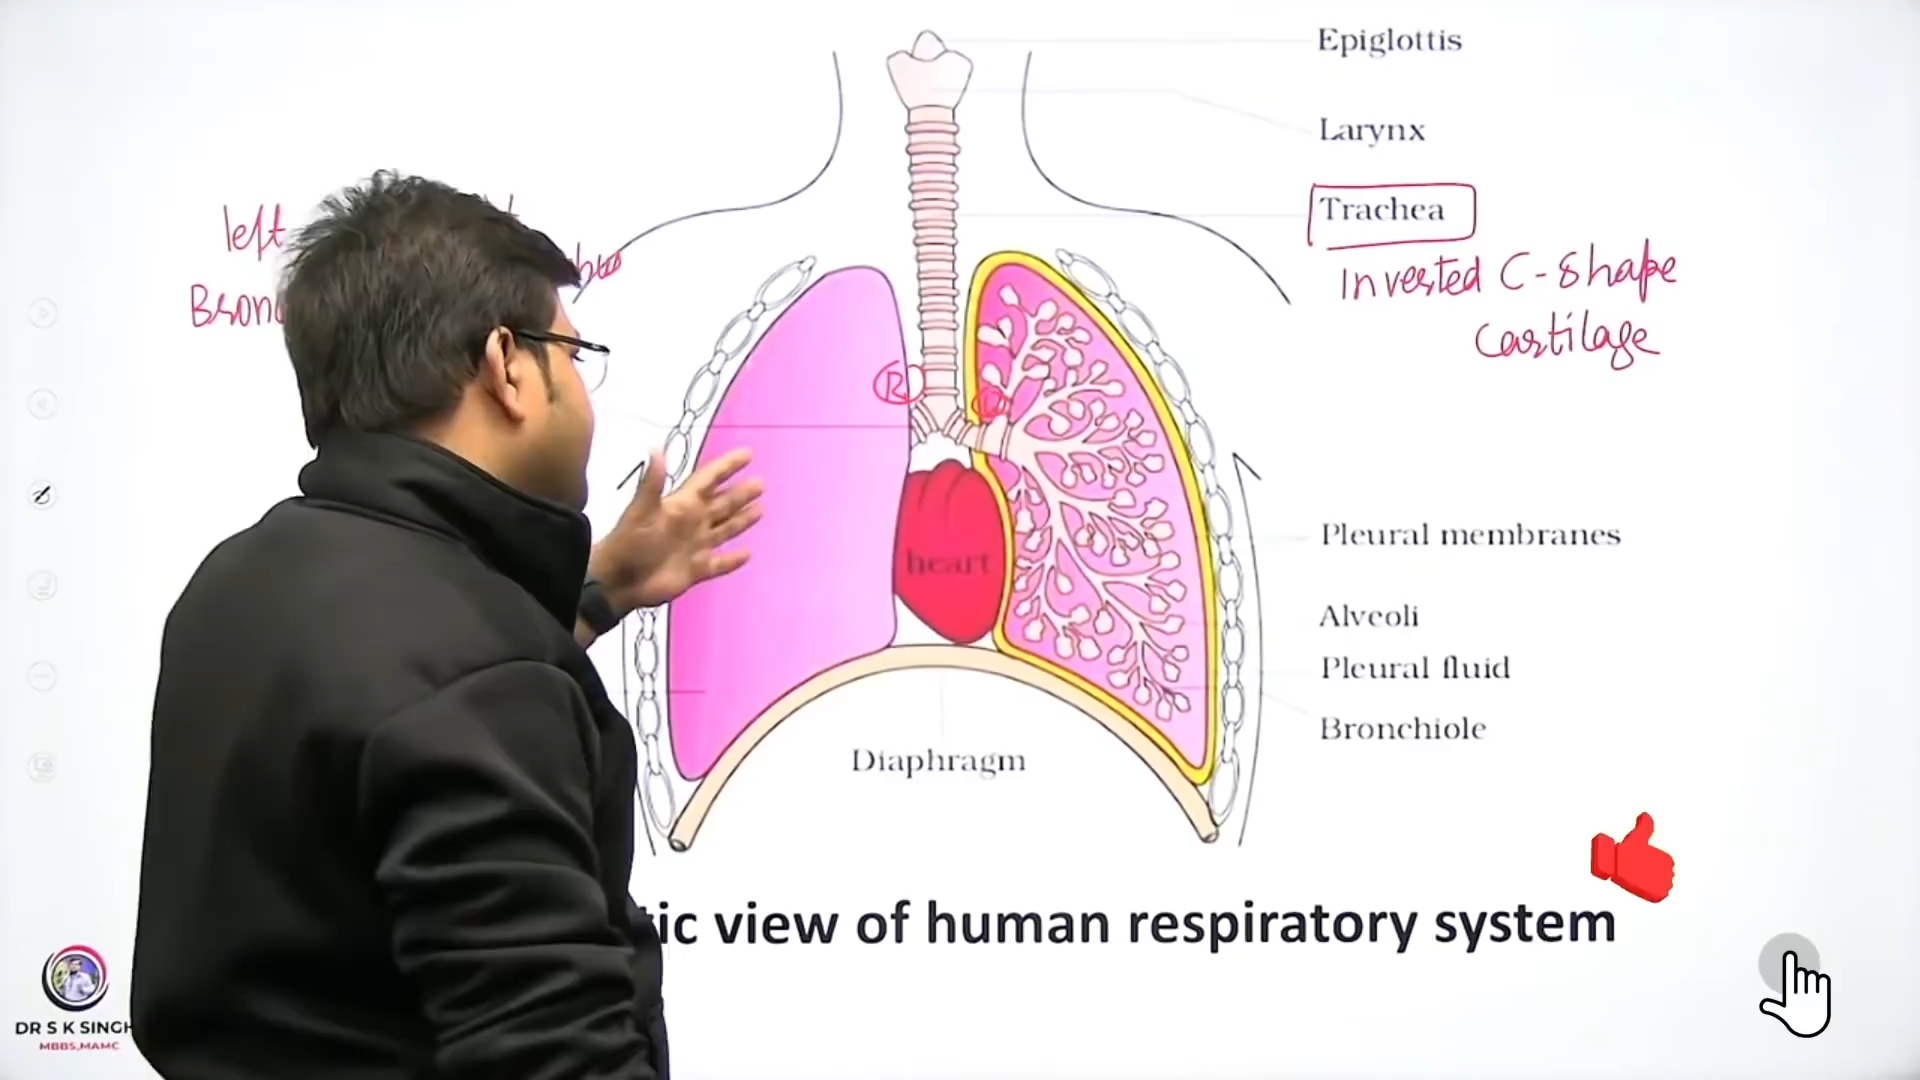 Epiglottis
Larynx
Trachea
Inverted C-Shape
Cartilage
left
R
heart
Pleural membranes
Alveoli
Pleural fluid
Bronchiole
Diaphragm
view of human respiratory system
DR S K SINGH
MBBS,MAMC